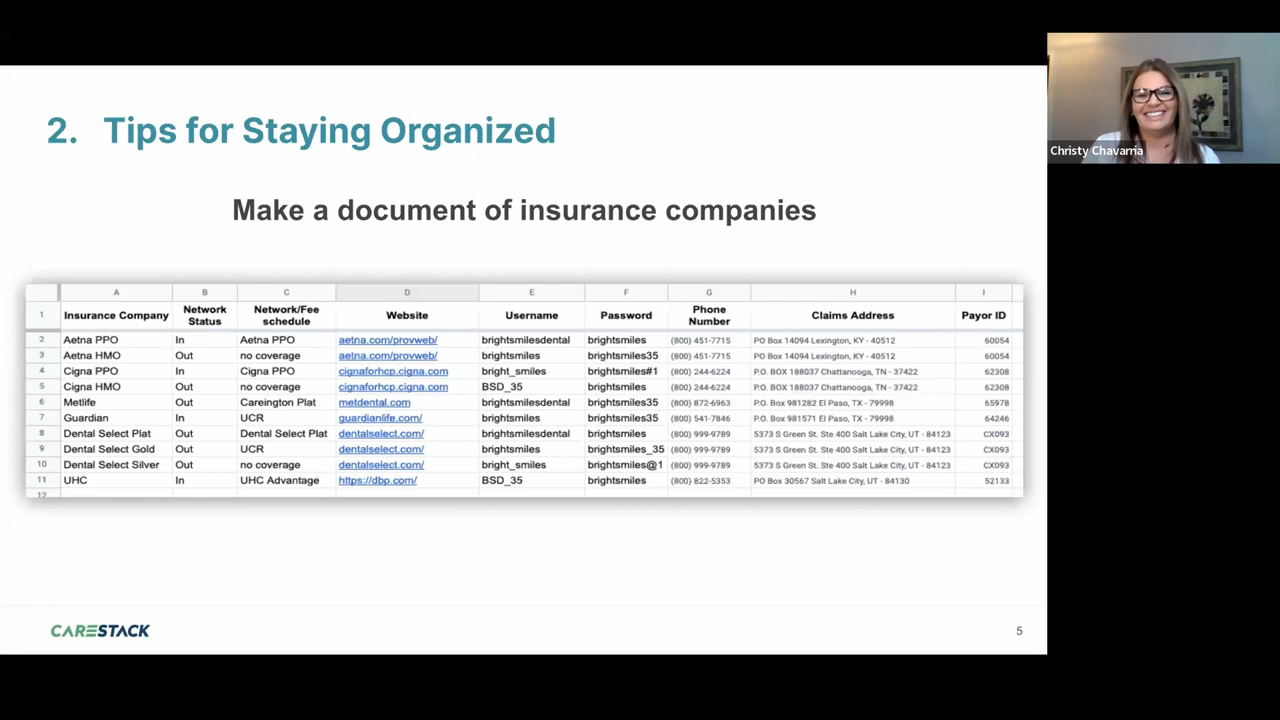 2. Tips for Staying Organized
Christy Chavarria
Make a document of insurance companies
A B C D E F G H I
1 Insurance Company Network Status Network/Fee schedule Website Username Password Phone Number Claims Address Payor ID
2 Aetna PPO In Aetna PPO aetna.com/provweb/ brightsmilesdental brightsmiles (800) 451-7715 PO Box 14094 Lexington, KY - 40512 60054
3 Aetna HMO Out no coverage aetna.com/provweb/ brightsmiles brightsmiles35 (800) 451-7715 PO Box 14094 Lexington, KY - 40512 60054
4 Cigna PPO In Cigna PPO cignaforhcp.cigna.com bright_smiles brightsmiles#1 (800) 244-6224 P.O. BOX 188037 Chattanooga, TN - 37422 62308
5 Cigna HMO Out no coverage cignaforhcp.cigna.com BSD_35 brightsmiles (800) 244-6224 P.O. BOX 188037 Chattanooga, TN - 37422 62308
6 Metlife Out Careington Plat metdental.com brightsmilesdental brightsmiles35 (800) 872-6963 P.O. Box 981282 El Paso, TX - 79998 65978
7 Guardian In UCR guardianlife.com/ brightsmiles brightsmiles35 (800) 541-7846 P.O. Box 981571 El Paso, TX - 79998 64246
8 Dental Select Plat Out Dental Select Plat dentalselect.com/ brightsmilesdental brightsmiles (800) 999-9789 5373 S Green St. Ste 400 Salt Lake City, UT - 84123 CX093
9 Dental Select Gold Out UCR dentalselect.com/ brightsmiles brightsmiles_35 (800) 999-9789 5373 S Green St. Ste 400 Salt Lake City, UT - 84123 CX093
10 Dental Select Silver Out no coverage dentalselect.com/ bright_smiles brightsmiles@1 (800) 999-9789 5373 S Green St. Ste 400 Salt Lake City, UT - 84123 CX093
11 UHC In UHC Advantage https://dbp.com/ BSD_35 brightsmiles (800) 822-5353 PO Box 30567 Salt Lake City, UT - 84130 52133
12
CARESTACK
5